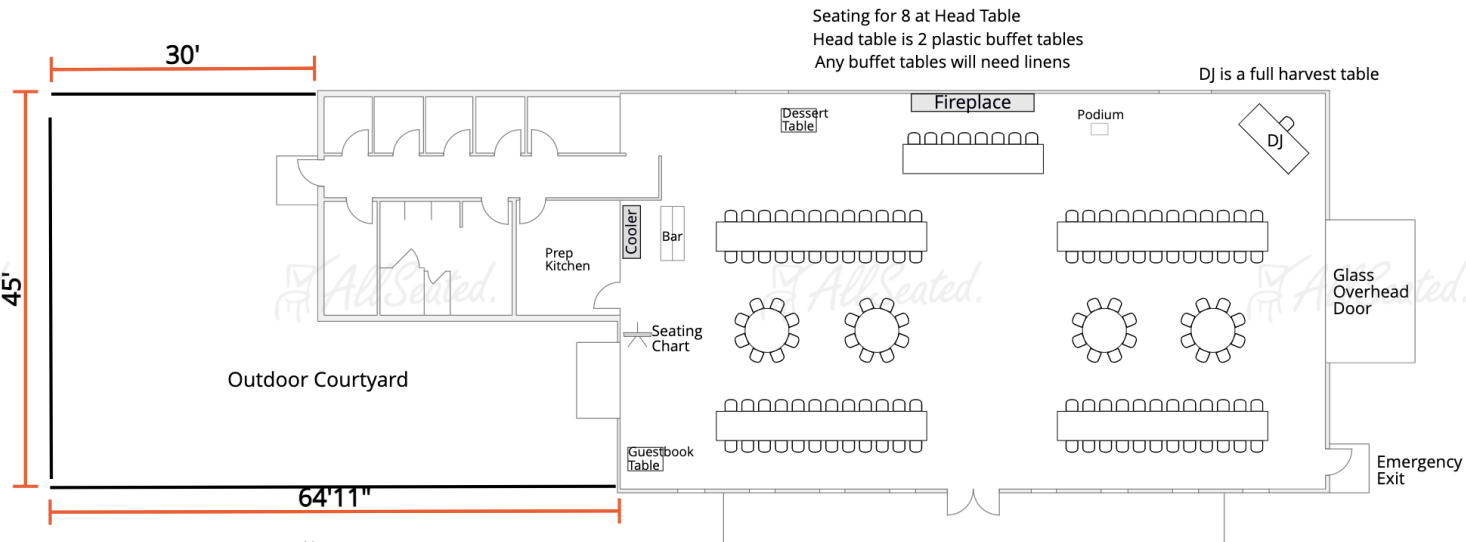 Seating for 8 at Head Table
Head table is 2 plastic buffet tables
Any buffet tables will need linens
30'
DJ is a full harvest table
Fireplace
Dessert
Table
Podium
DJ
Cooler
Bar
Prep
Kitchen
45'
AllSeated.
AllSeated.
AllSeated.
Glass
Overhead
Door
Seating
Chart
Outdoor Courtyard
Guestbook
Table
Emergency
Exit
64'11"